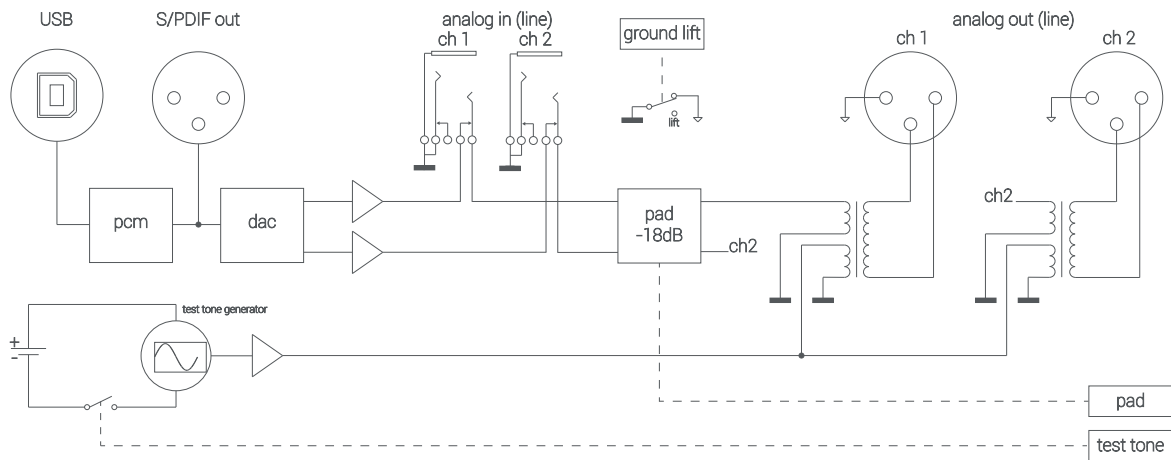 USB
S/PDIF out
analog in (line)
ch 1
ch 2
ground lift
lift
analog out (line)
ch 1
ch 2
pcm
dac
pad
-18dB
ch2
ch2
test tone generator
+
-
pad
test tone